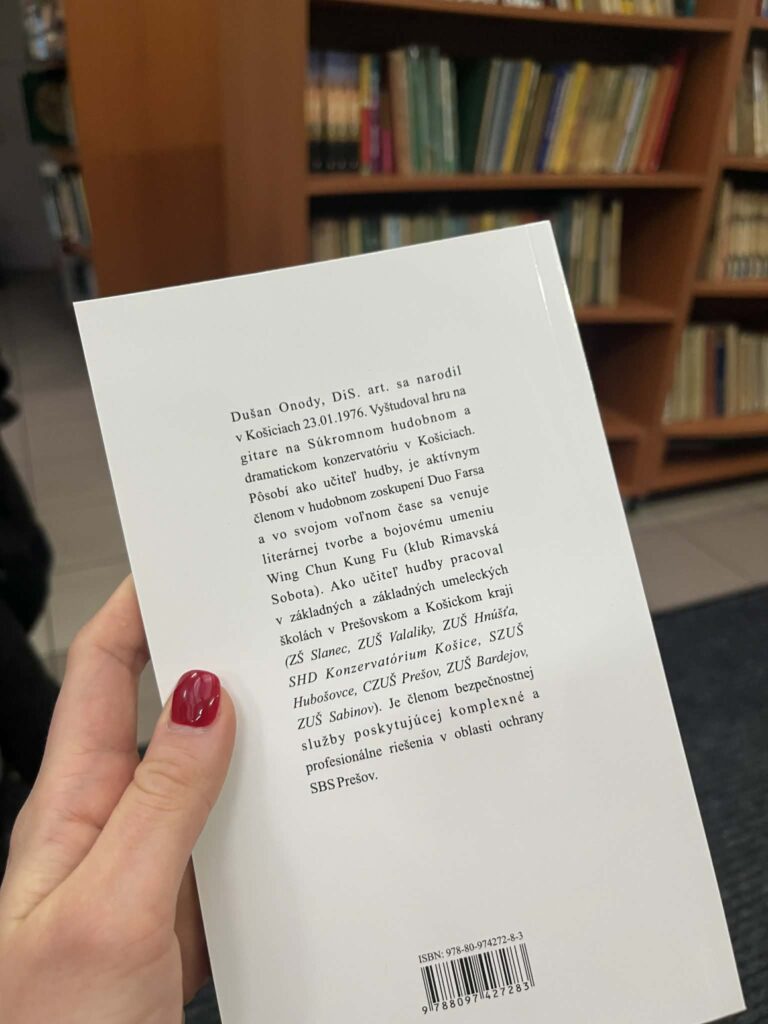 Dušan Onody, DiS. art. sa narodil
v Košiciach 23.01.1976. Vyštudoval hru na
gitare na Súkromnom hudobnom a
dramatickom konzervatóriu v Košiciach.
Pôsobí ako učiteľ hudby, je aktívnym
členom v hudobnom zoskupení Duo Farsa
a vo svojom voľnom čase sa venuje
literárnej tvorbe a bojovému umeniu
Wing Chun Kung Fu (klub Rimavská
Sobota). Ako učiteľ hudby pracoval
v základných a základných umeleckých
školách v Prešovskom a Košickom kraji
(ZŠ Slanec, ZUŠ Valaliky, ZUŠ Hnúšťa,
SHD Konzervatórium Košice, SZUŠ
Hubošovce, CZUŠ Prešov, ZUŠ Bardejov,
ZUŠ Sabinov). Je členom bezpečnostnej
služby poskytujúcej komplexné a
profesionálne riešenia v oblasti ochrany
SBS Prešov.
ISBN: 978-80-974272-8-3
9 788097 427283